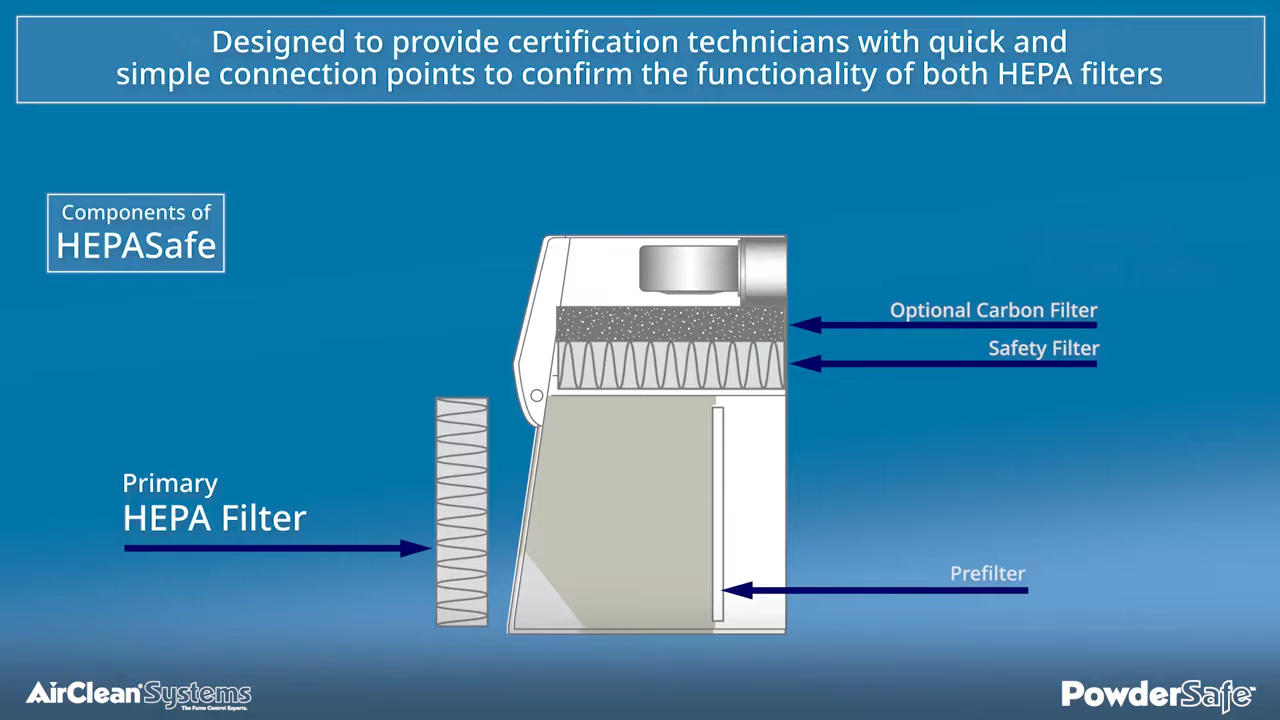 Designed to provide certification technicians with quick and
simple connection points to confirm the functionality of both HEPA filters
Components of
HEPASafe
Optional Carbon Filter
Safety Filter
Primary
HEPA Filter
Prefilter
AirClean® Systems
The Fume Control Experts.
PowderSafe™